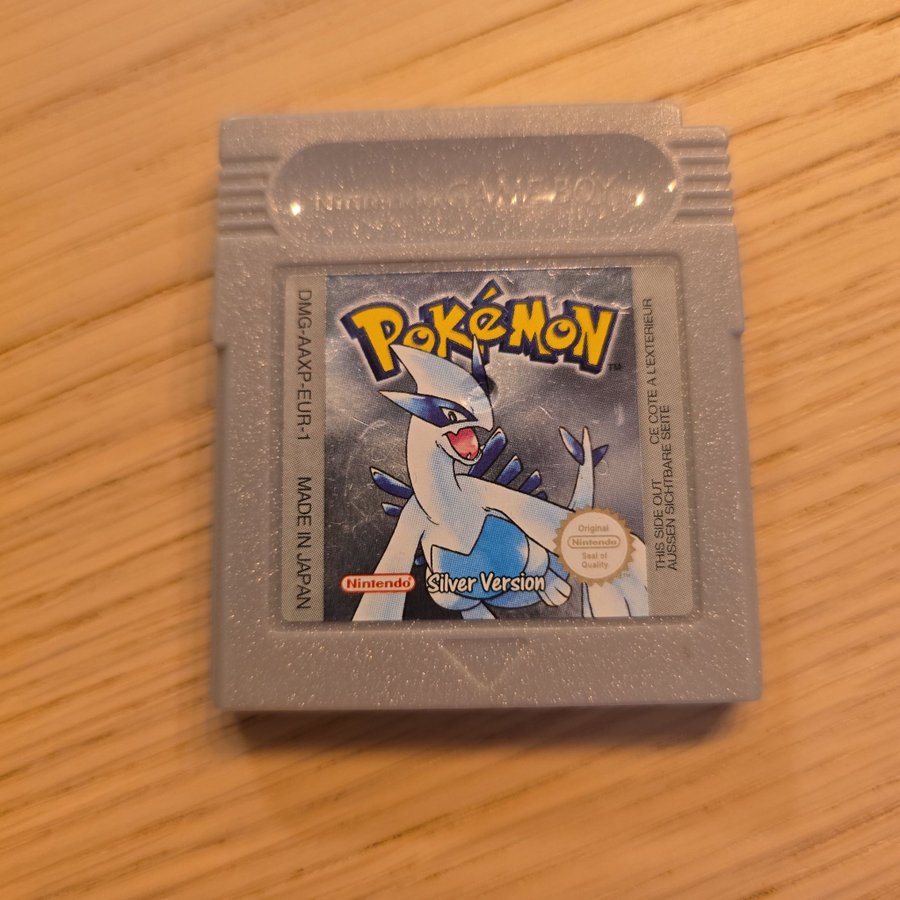 Nintendo GAME BOY
POKéMON
TM
DMG-AAXP-EUR-1 MADE IN JAPAN
THIS SIDE OUT CE COTE A L'EXTERIEUR
AUSSEN SICHTBARE SEITE
Original
Nintendo
Seal of
Quality
Nintendo
Silver Version